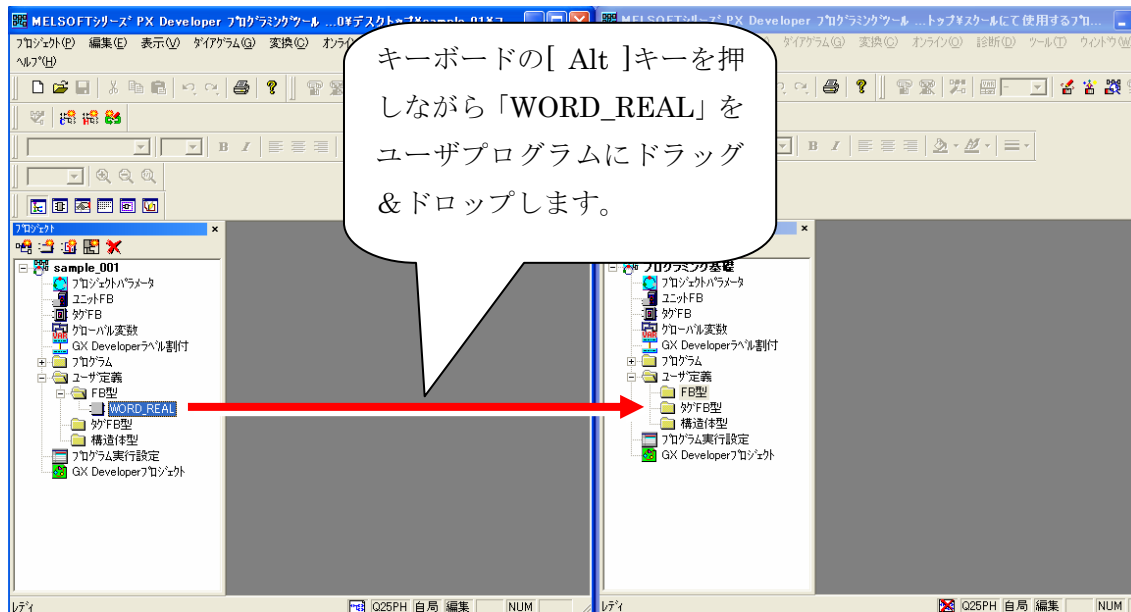 MELSOFTシリーズ PX Developer プログラミングツール ...0¥デスクトップ¥sample_01¥フ
プロジェクト(P) 編集(E) 表示(V) ダイアグラム(G) 変換(C)
ヘルプ(H)
B I
プロジェクト
sample_001
プロジェクトパラメータ
ユニットFB
タグFB
グローバル変数
GX Developerラベル割付
プログラム
ユーザ定義
FB型
WORD_REAL
タグFB型
構造体型
プログラム実行設定
GX Developerプロジェクト
レディ Q25PH 自局 編集 NUM
キーボードの[ Alt ]キーを押
しながら「WORD_REAL」を
ユーザプログラムにドラッグ
&ドロップします。
MELSOFTシリーズ PX Developer プログラミングツール ...トップ¥スクールにて使用するプロ...
ダイアグラム(G) 変換(C) オンライン(O) 診断(D) ツール(T) ウィンドウ(W
B I
プログラミング基礎
プロジェクトパラメータ
ユニットFB
タグFB
グローバル変数
GX Developerラベル割付
プログラム
ユーザ定義
FB型
タグFB型
構造体型
プログラム実行設定
GX Developerプロジェクト
レディ Q25PH 自局 編集 NUM